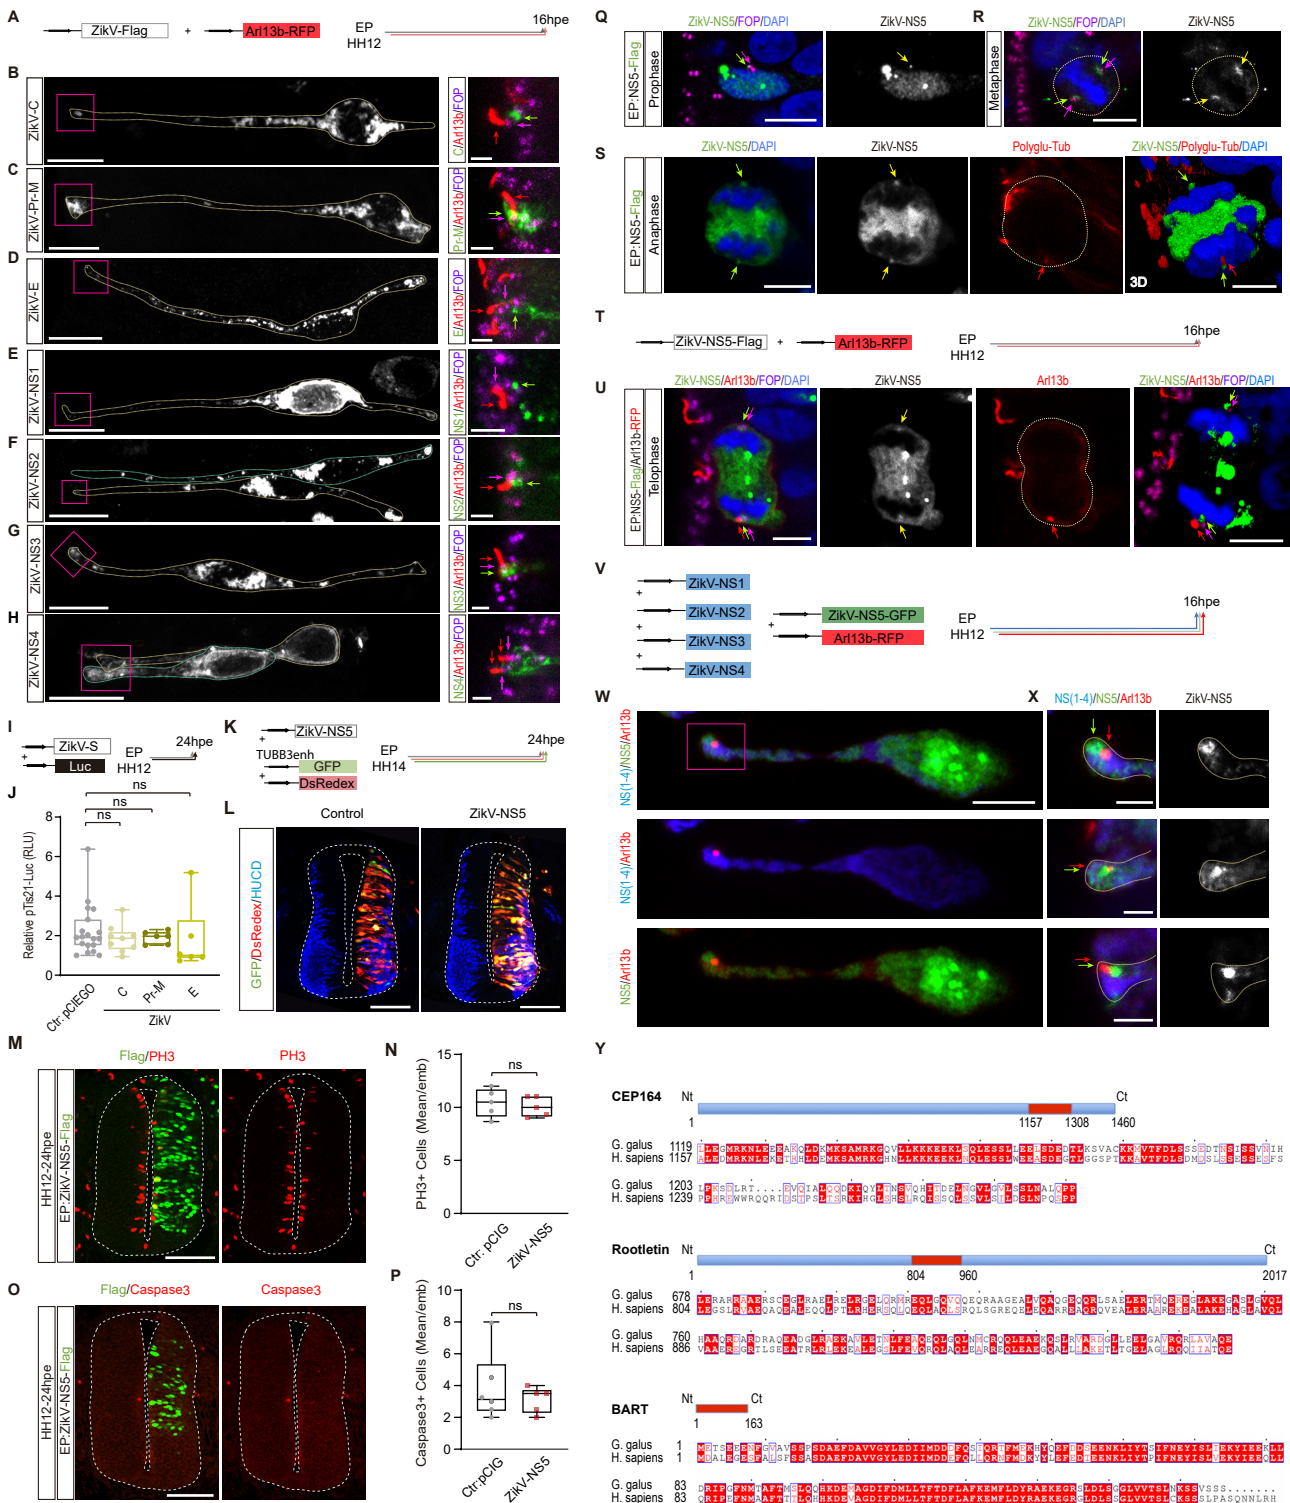 A
ZikV-Flag + Arl13b-RFP EP HH12 16hpe
B
ZikV-C
C/Arl13b/FOP
C
ZikV-Pr-M
Pr-M/Arl13b/FOP
D
ZikV-E
E/Arl13b/FOP
E
ZikV-NS1
NS1/Arl13b/FOP
F
ZikV-NS2
NS2/Arl13b/FOP
G
ZikV-NS3
NS3/Arl13b/FOP
H
ZikV-NS4
NS4/Arl13b/FOP
I
ZikV-S
+
Luc
EP
HH12
24hpe
J
ns
ns
ns
Relative pTis21-Luc (RLU)
8
6
4
2
0
Ctr. pCIEGO
C
Pr-M
E
ZikV
K
ZikV-NS5
+
TUBB3enh
GFP
+
DsRedex
EP
HH14
24hpe
L
Control
ZikV-NS5
GFP/DsRedex/HUCD
M
Flag/PH3
PH3
HH12-24hpe
EP:ZikV-NS5-Flag
N
ns
PH3+ Cells (Mean/emb)
15
10
5
0
Ctr. pCIG
ZikV-NS5
O
Flag/Caspase3
Caspase3
HH12-24hpe
EP:ZikV-NS5-Flag
P
ns
Caspase3+ Cells (Mean/emb)
10
8
6
4
2
0
Ctr.pCIG
ZikV-NS5
Q
ZikV-NS5/FOP/DAPI
ZikV-NS5
EP:NS5-Flag
Prophase
R
ZikV-NS5/FOP/DAPI
ZikV-NS5
Metaphase
S
ZikV-NS5/DAPI
ZikV-NS5
Polyglu-Tub
ZikV-NS5/Polyglu-Tub/DAPI
EP:NS5-Flag
Anaphase
3D
T
ZikV-NS5-Flag + Arl13b-RFP EP HH12 16hpe
U
ZikV-NS5/Arl13b/FOP/DAPI
ZikV-NS5
Arl13b
ZikV-NS5/Arl13b/FOP/DAPI
EP:NS5-Flag/Arl13b-RFP
Telophase
V
ZikV-NS1
+
ZikV-NS2
+
ZikV-NS3
+
ZikV-NS4
+
ZikV-NS5-GFP
Arl13b-RFP
EP
HH12
16hpe
W
NS(1-4)/NS5/Arl13b
NS(1-4)/Arl13b
NS5/Arl13b
X
NS(1-4)/NS5/Arl13b
ZikV-NS5
Y
CEP164
Nt
Ct
1
1157
1308
1460
G. galus 1119
H. sapiens 1157
G. galus 1203
H. sapiens 1239
Rootletin
Nt
Ct
1
804
960
2017
G. galus 678
H. sapiens 804
G. galus 760
H. sapiens 886
BART
Nt
Ct
1
163
G. galus 1
H. sapiens 1
G. galus 83
H. sapiens 83